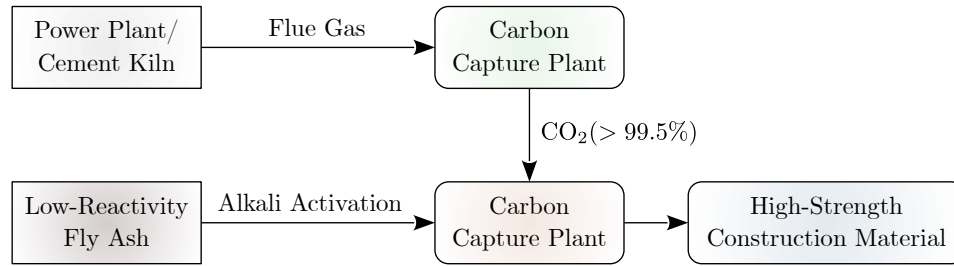 Power Plant/
Cement Kiln
Flue Gas
Carbon
Capture Plant
CO₂(> 99.5%)
Low-Reactivity
Fly Ash
Alkali Activation
Carbon
Capture Plant
High-Strength
Construction Material